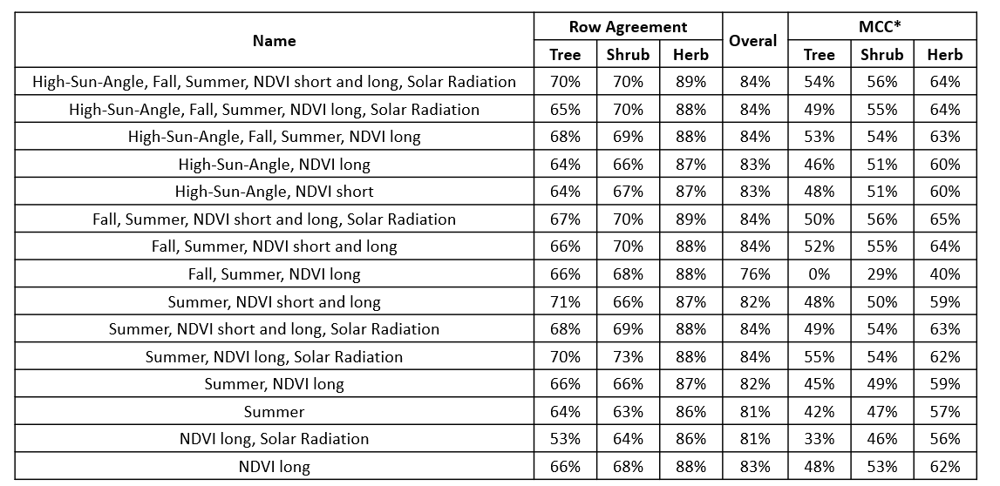 Name Row Agreement Overal MCC*
Tree Shrub Herb Tree Shrub Herb
High-Sun-Angle, Fall, Summer, NDVI short and long, Solar Radiation 70% 70% 89% 84% 54% 56% 64%
High-Sun-Angle, Fall, Summer, NDVI long, Solar Radiation 65% 70% 88% 84% 49% 55% 64%
High-Sun-Angle, Fall, Summer, NDVI long 68% 69% 88% 84% 53% 54% 63%
High-Sun-Angle, NDVI long 64% 66% 87% 83% 46% 51% 60%
High-Sun-Angle, NDVI short 64% 67% 87% 83% 48% 51% 60%
Fall, Summer, NDVI short and long, Solar Radiation 67% 70% 89% 84% 50% 56% 65%
Fall, Summer, NDVI short and long 66% 70% 88% 84% 52% 55% 64%
Fall, Summer, NDVI long 66% 68% 88% 76% 0% 29% 40%
Summer, NDVI short and long 71% 66% 87% 82% 48% 50% 59%
Summer, NDVI short and long, Solar Radiation 68% 69% 88% 84% 49% 54% 63%
Summer, NDVI long, Solar Radiation 70% 73% 88% 84% 55% 54% 62%
Summer, NDVI long 66% 66% 87% 82% 45% 49% 59%
Summer 64% 63% 86% 81% 42% 47% 57%
NDVI long, Solar Radiation 53% 64% 86% 81% 33% 46% 56%
NDVI long 66% 68% 88% 83% 48% 53% 62%